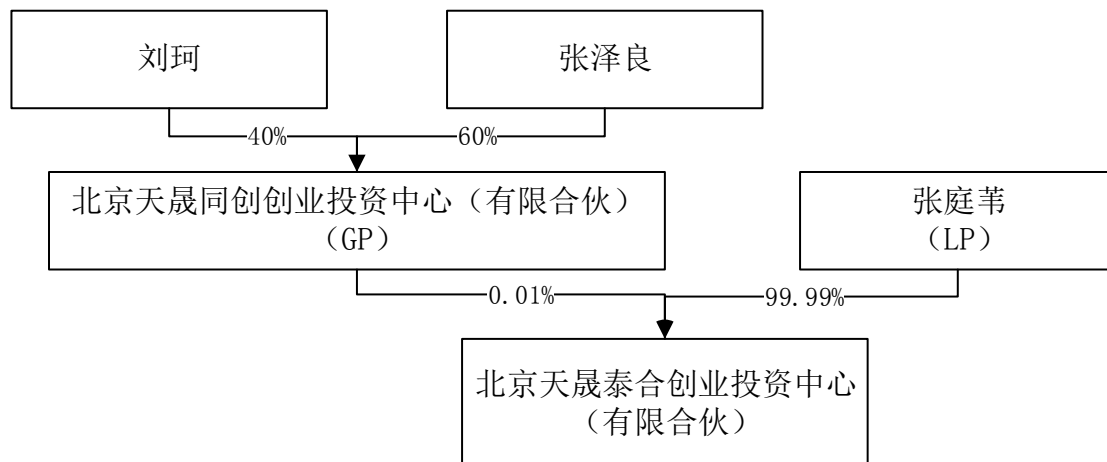 刘珂
张泽良
40%
60%
北京天晟同创创业投资中心（有限合伙）
（GP）
张庭苇
（LP）
0.01%
99.99%
北京天晟泰合创业投资中心
（有限合伙）